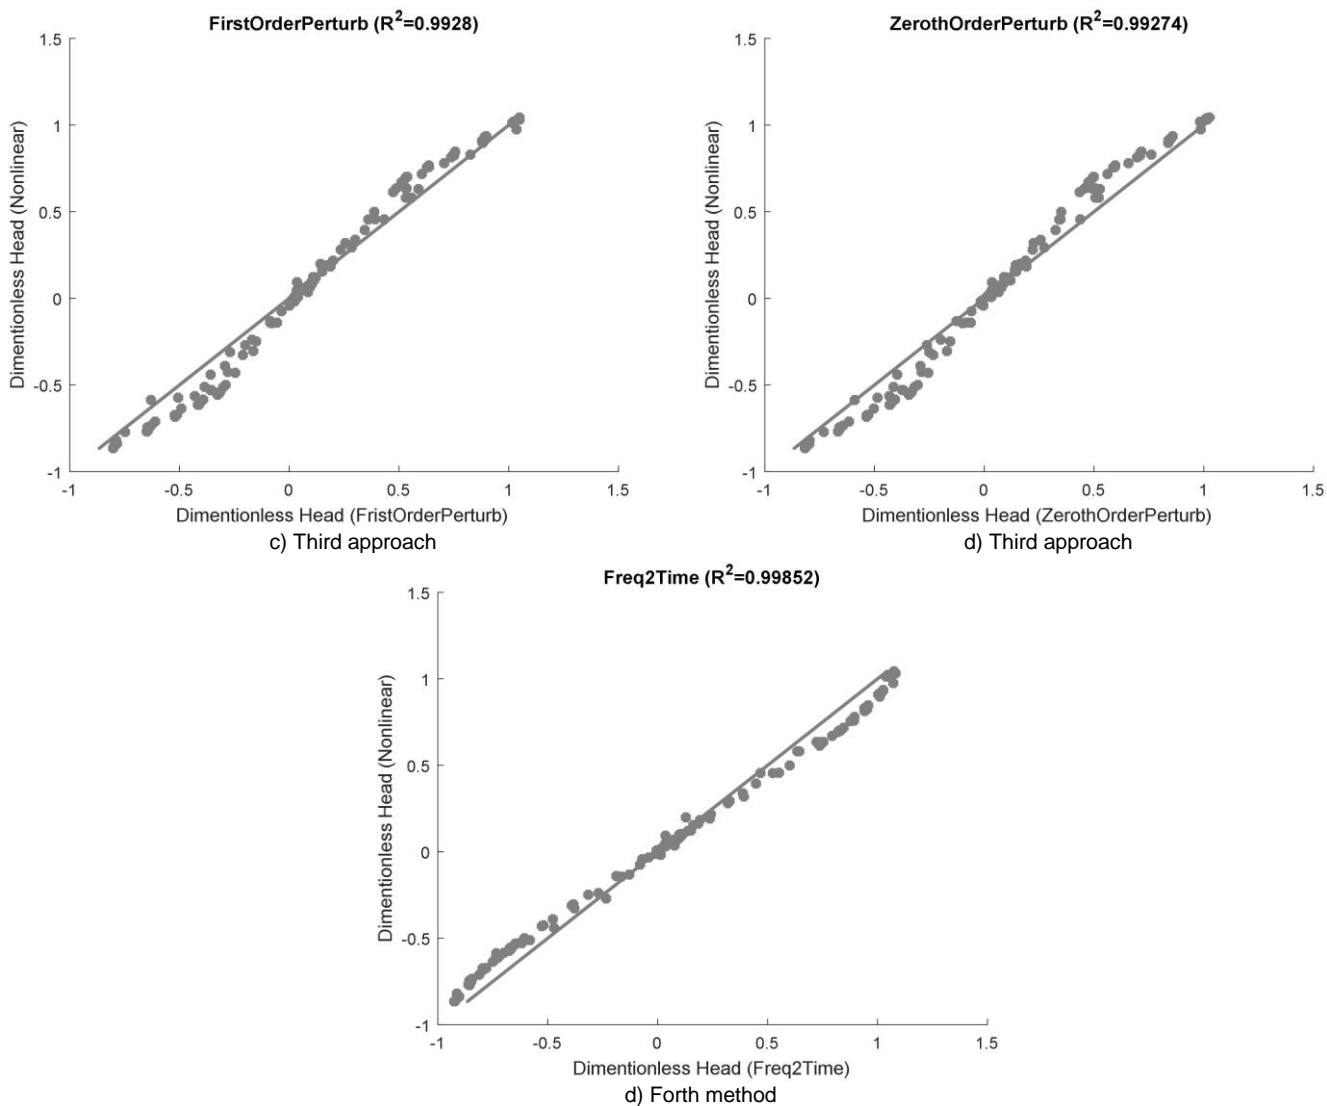 FirstOrderPerturb (R²=0.9928)
1.5
1
0.5
0
-0.5
-1
Dimentionless Head (Nonlinear)
-1 -0.5 0 0.5 1 1.5
Dimentionless Head (FristOrderPerturb)
c) Third approach
ZerothOrderPerturb (R²=0.99274)
1.5
1
0.5
0
-0.5
-1
Dimentionless Head (Nonlinear)
-1 -0.5 0 0.5 1 1.5
Dimentionless Head (ZerothOrderPerturb)
d) Third approach
Freq2Time (R²=0.99852)
1.5
1
0.5
0
-0.5
-1
Dimentionless Head (Nonlinear)
-1 -0.5 0 0.5 1 1.5
Dimentionless Head (Freq2Time)
d) Forth method